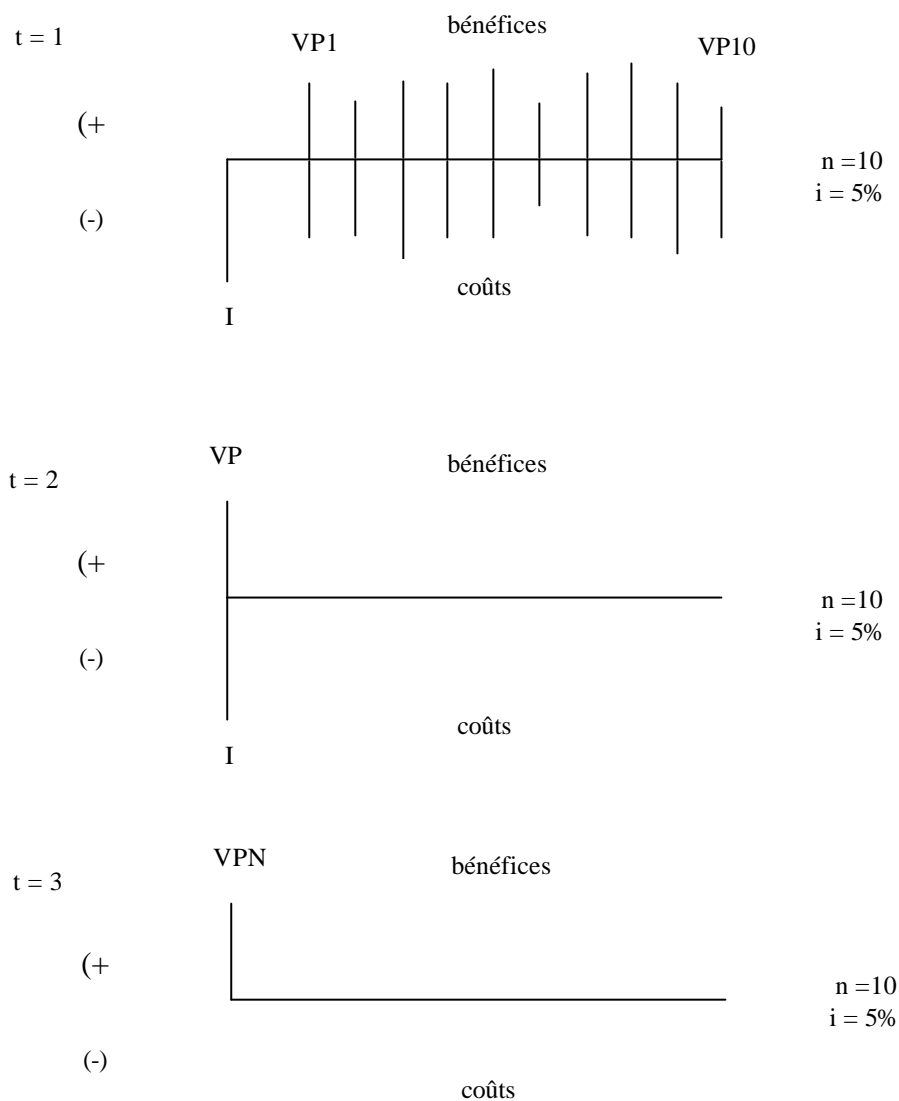 t = 1
VP1
bénéfices
VP10
(+
n =10
i = 5%
(-)
coûts
I
VP
bénéfices
t = 2
(+
n =10
i = 5%
(-)
coûts
I
VPN
bénéfices
t = 3
(+
n =10
i = 5%
(-)
coûts